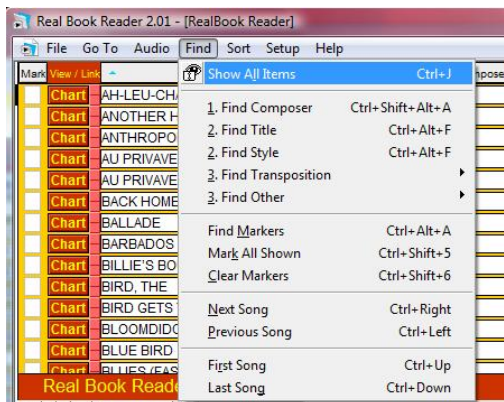 Real Book Reader 2.01 - [RealBook Reader]
File Go To Audio Find Sort Setup Help
Mark View / Link
Show All Items Ctrl+J
1. Find Composer Ctrl+Shift+Alt+A
2. Find Title Ctrl+Alt+F
2. Find Style Ctrl+Alt+F
3. Find Transposition
3. Find Other
Find Markers Ctrl+Alt+A
Mark All Shown Ctrl+Shift+5
Clear Markers Ctrl+Shift+6
Next Song Ctrl+Right
Previous Song Ctrl+Left
First Song Ctrl+Up
Last Song Ctrl+Down
Chart AH-LEU-CH
Chart ANOTHER H
Chart ANTHROPO
Chart AU PRIVAVE
Chart AU PRIVAVE
Chart BACK HOME
Chart BALLADE
Chart BARBADOS
Chart BILLIE'S BO
Chart BIRD, THE
Chart BIRD GETS
Chart BLOOMDIDO
Chart BLUE BIRD
Chart BLUES (FAS
Real Book Reade